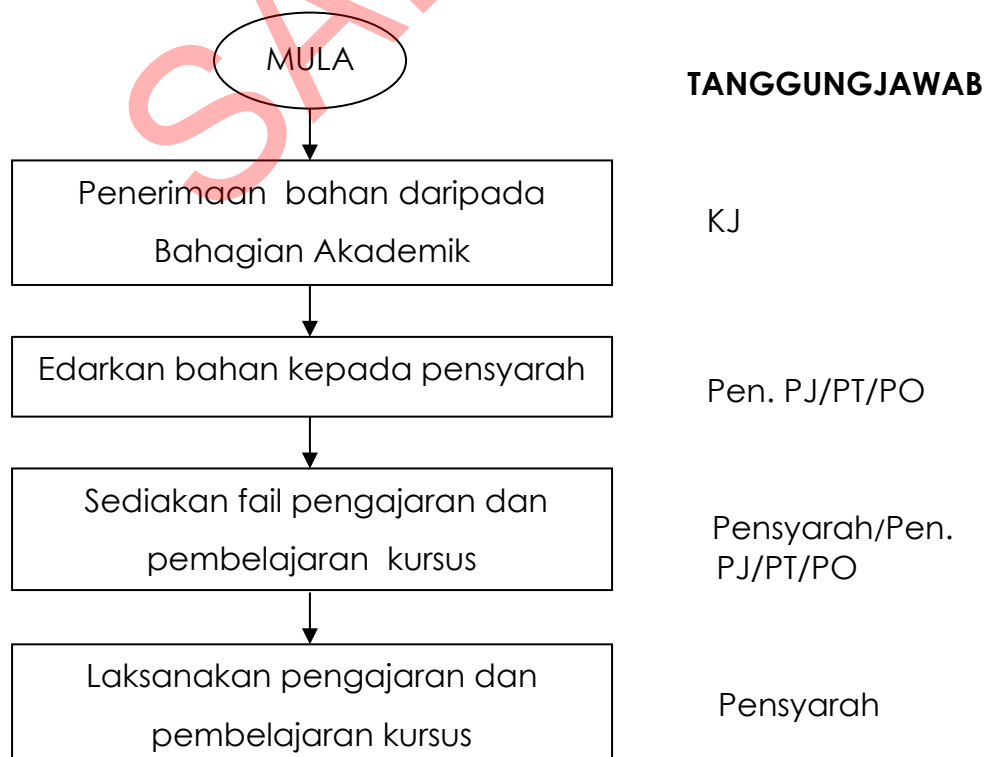 MULA
TANGGUNGJAWAB
Penerimaan bahan daripada
Bahagian Akademik
KJ
Edarkan bahan kepada pensyarah
Pen. PJ/PT/PO
Sediakan fail pengajaran dan
pembelajaran kursus
Pensyarah/Pen.
PJ/PT/PO
Laksanakan pengajaran dan
pembelajaran kursus
Pensyarah